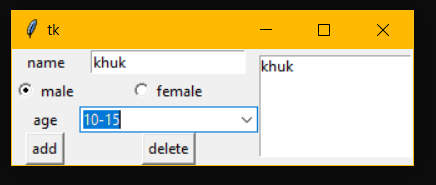 tk
name khuk
khuk
male female
age 10-15
add delete